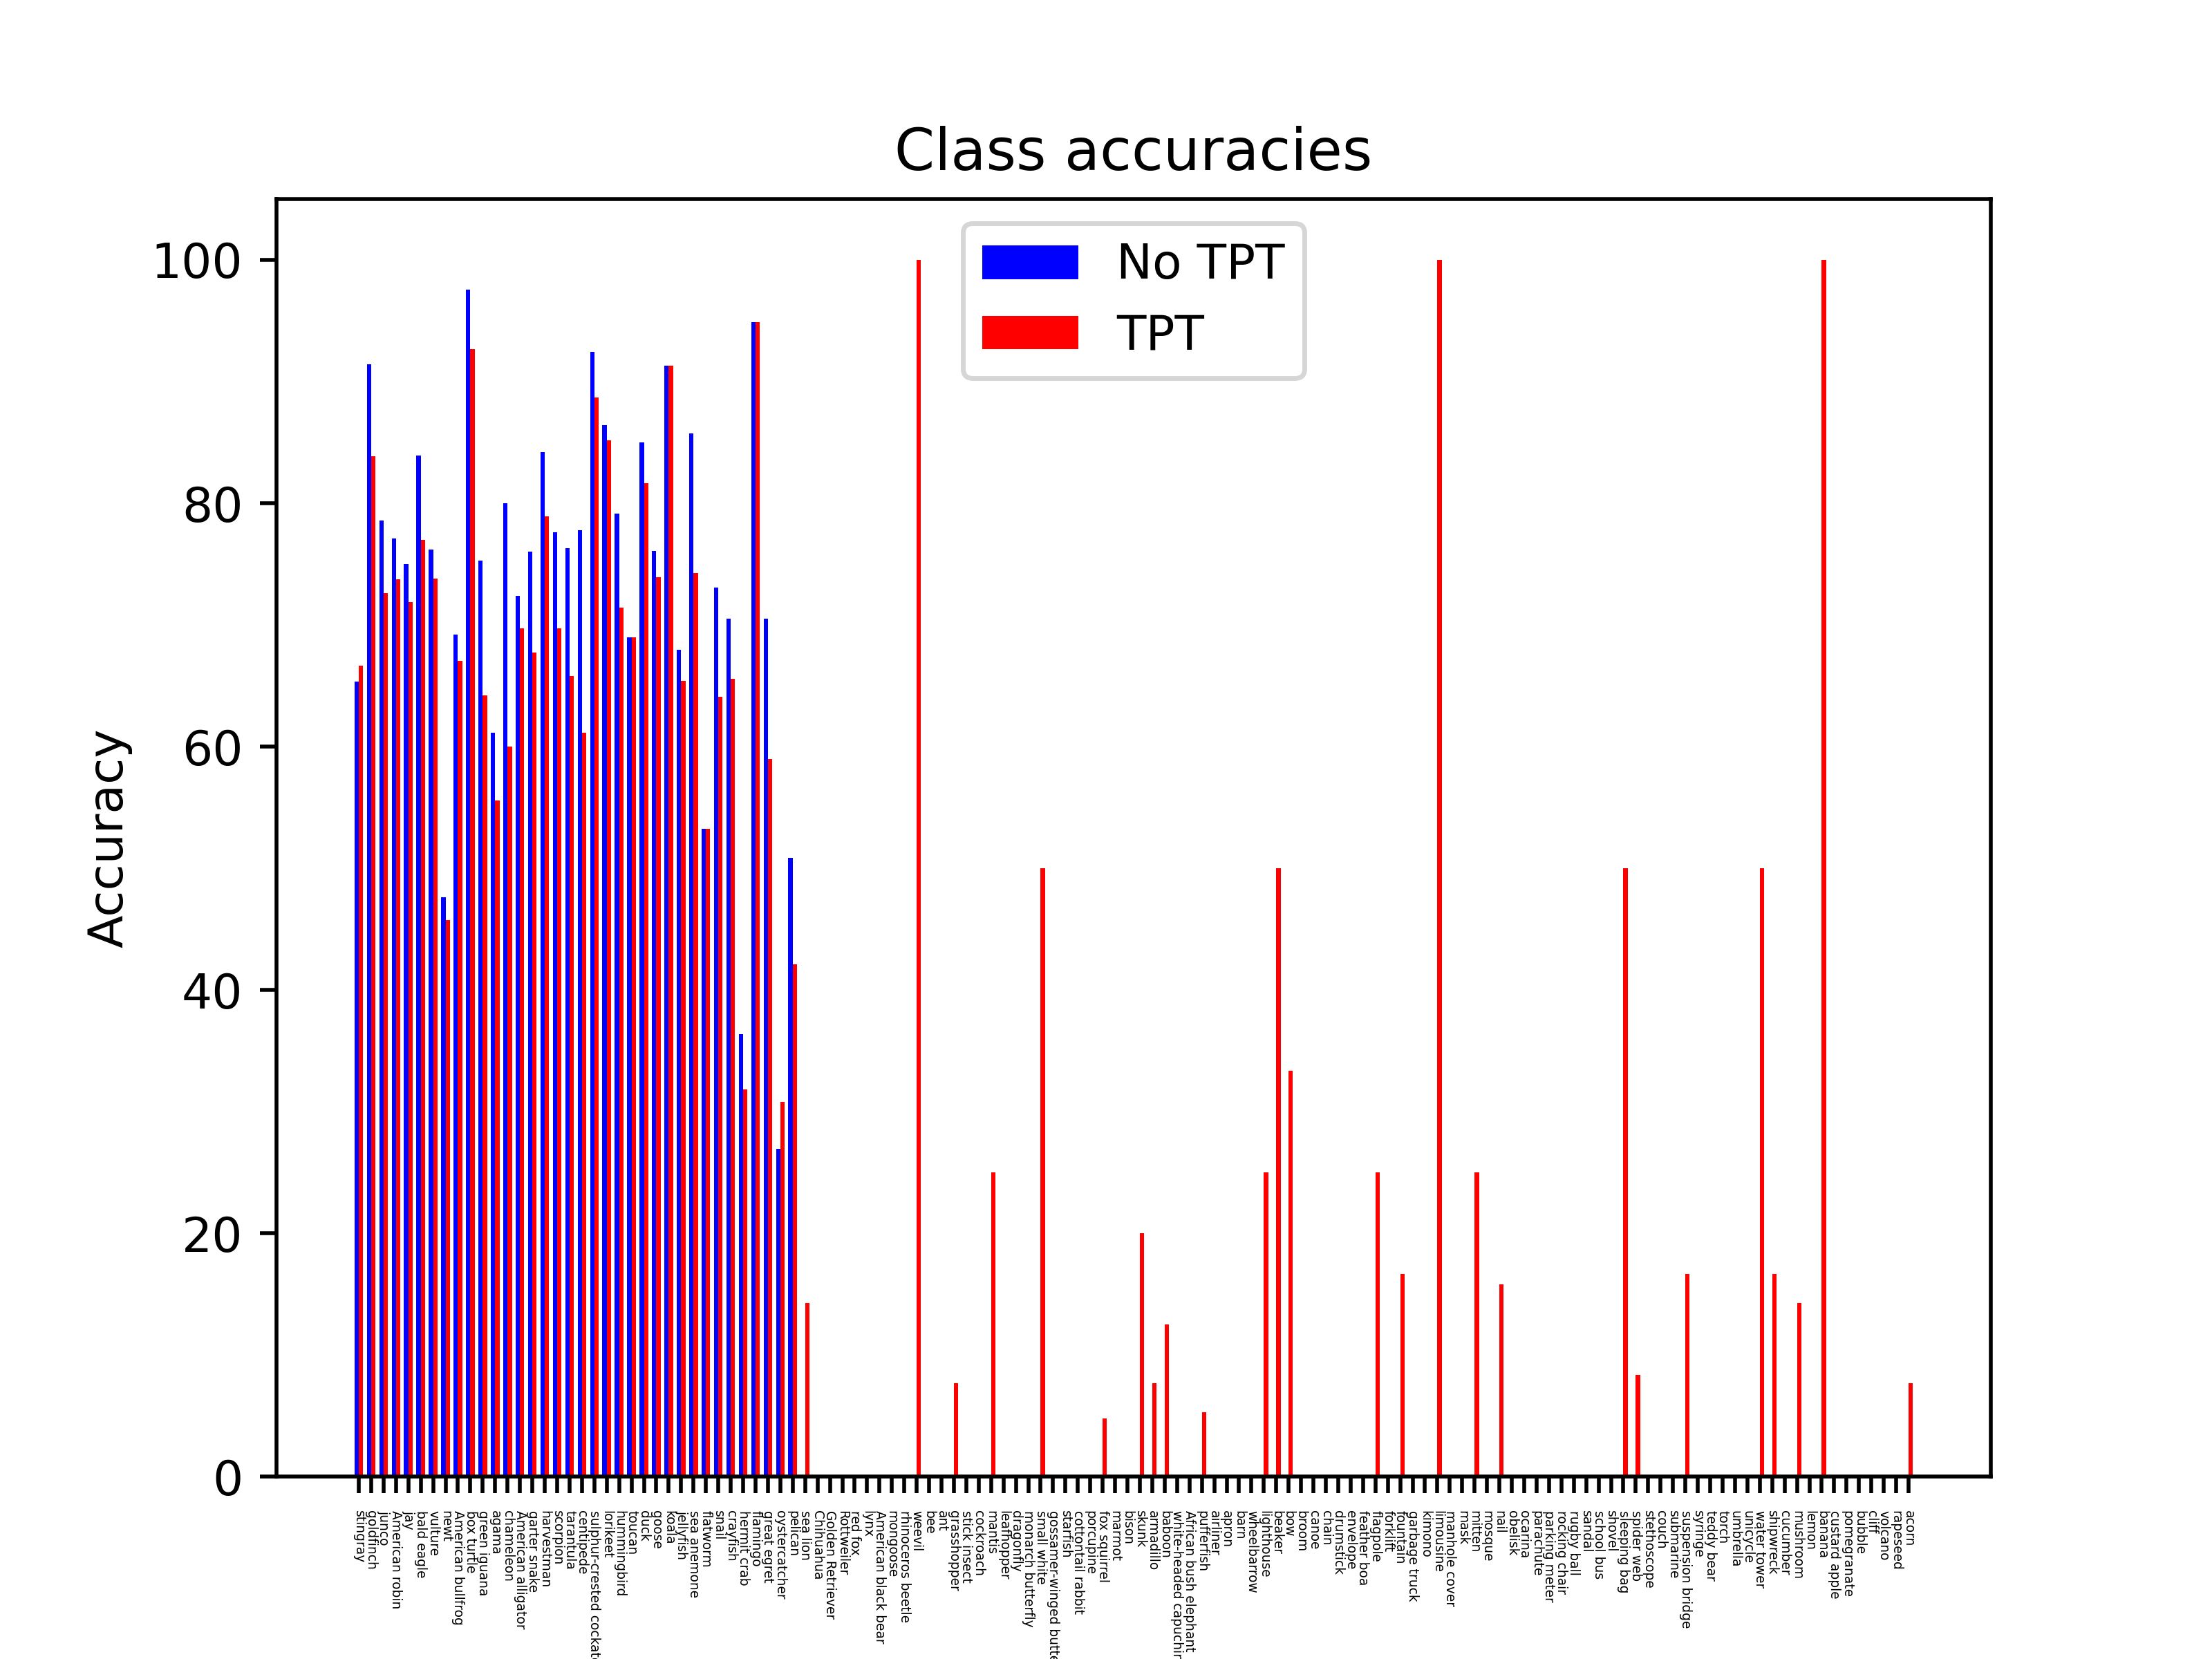 Class accuracies
No TPT
TPT
Accuracy
100
80
60
40
20
0
stingray
goldfinch
junco
American robin
jay
bald eagle
vulture
newt
American bullfrog
box turtle
green iguana
agama
chameleon
American alligator
garter snake
harvestman
scorpion
tarantula
centipede
sulphur-crested cockat
lorikeet
hummingbird
toucan
duck
goose
koala
jellyfish
sea anemone
flatworm
snail
crayfish
hermit crab
flamingo
great egret
oystercatcher
pelican
sea lion
Chihuahua
Golden Retriever
Rottweiler
red fox
lynx
American black bear
mongoose
rhinoceros beetle
weevil
bee
ant
grasshopper
stick insect
cockroach
mantis
leafhopper
dragonfly
monarch butterfly
small white
gossamer-winged butte
starfish
cottontail rabbit
porcupine
fox squirrel
marmot
bison
skunk
armadillo
baboon
white-headed capuchin
African bush elephant
pufferfish
airliner
apron
barn
wheelbarrow
lighthouse
beaker
bow
broom
canoe
chain
drumstick
envelope
feather boa
flagpole
forklift
fountain
garbage truck
kimono
limousine
manhole cover
mask
mitten
mosque
nail
obelisk
ocarina
parachute
parking meter
rocking chair
rugby ball
sandal
school bus
shovel
sleeping bag
spider web
stethoscope
couch
submarine
suspension bridge
syringe
teddy bear
torch
umbrella
unicycle
water tower
shipwreck
cucumber
mushroom
lemon
banana
custard apple
pomegranate
bubble
cliff
volcano
rapeseed
acorn